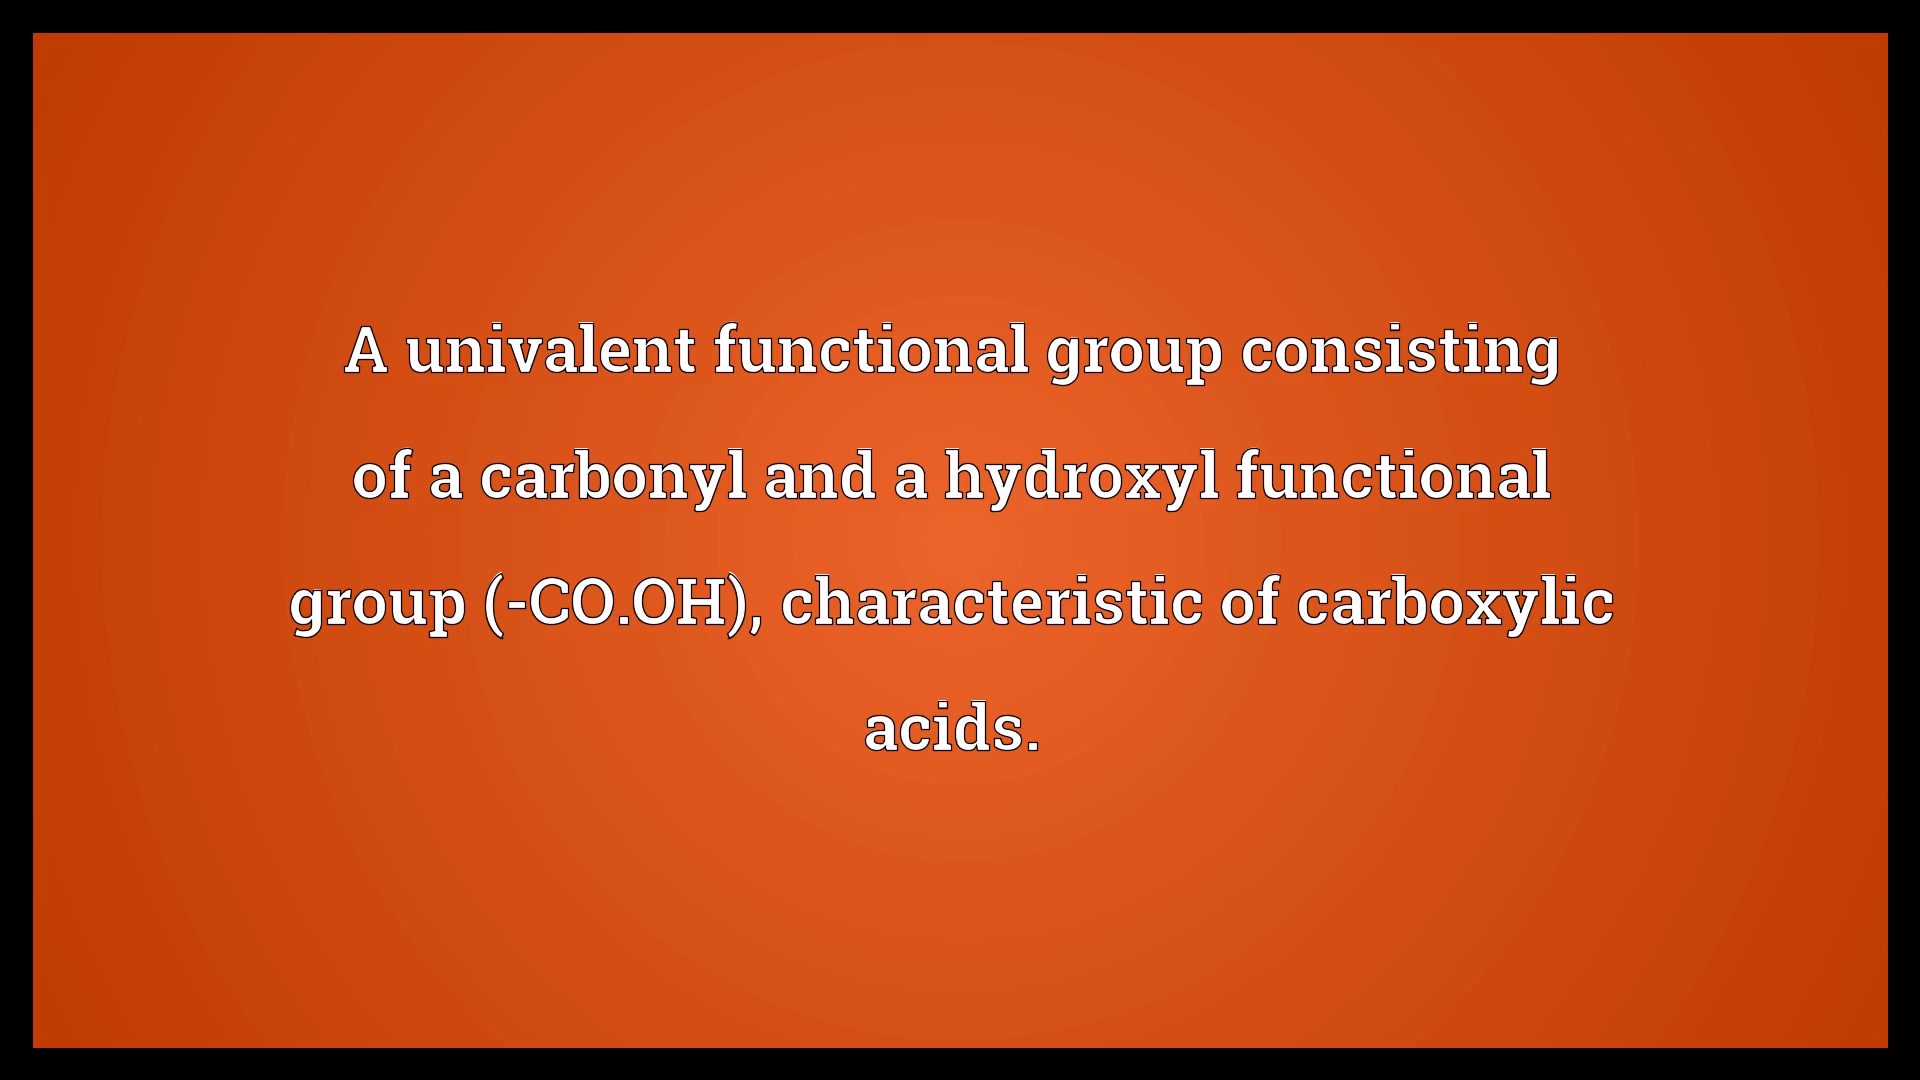 A univalent functional group consisting
of a carbonyl and a hydroxyl functional
group (-CO.OH), characteristic of carboxylic
acids.